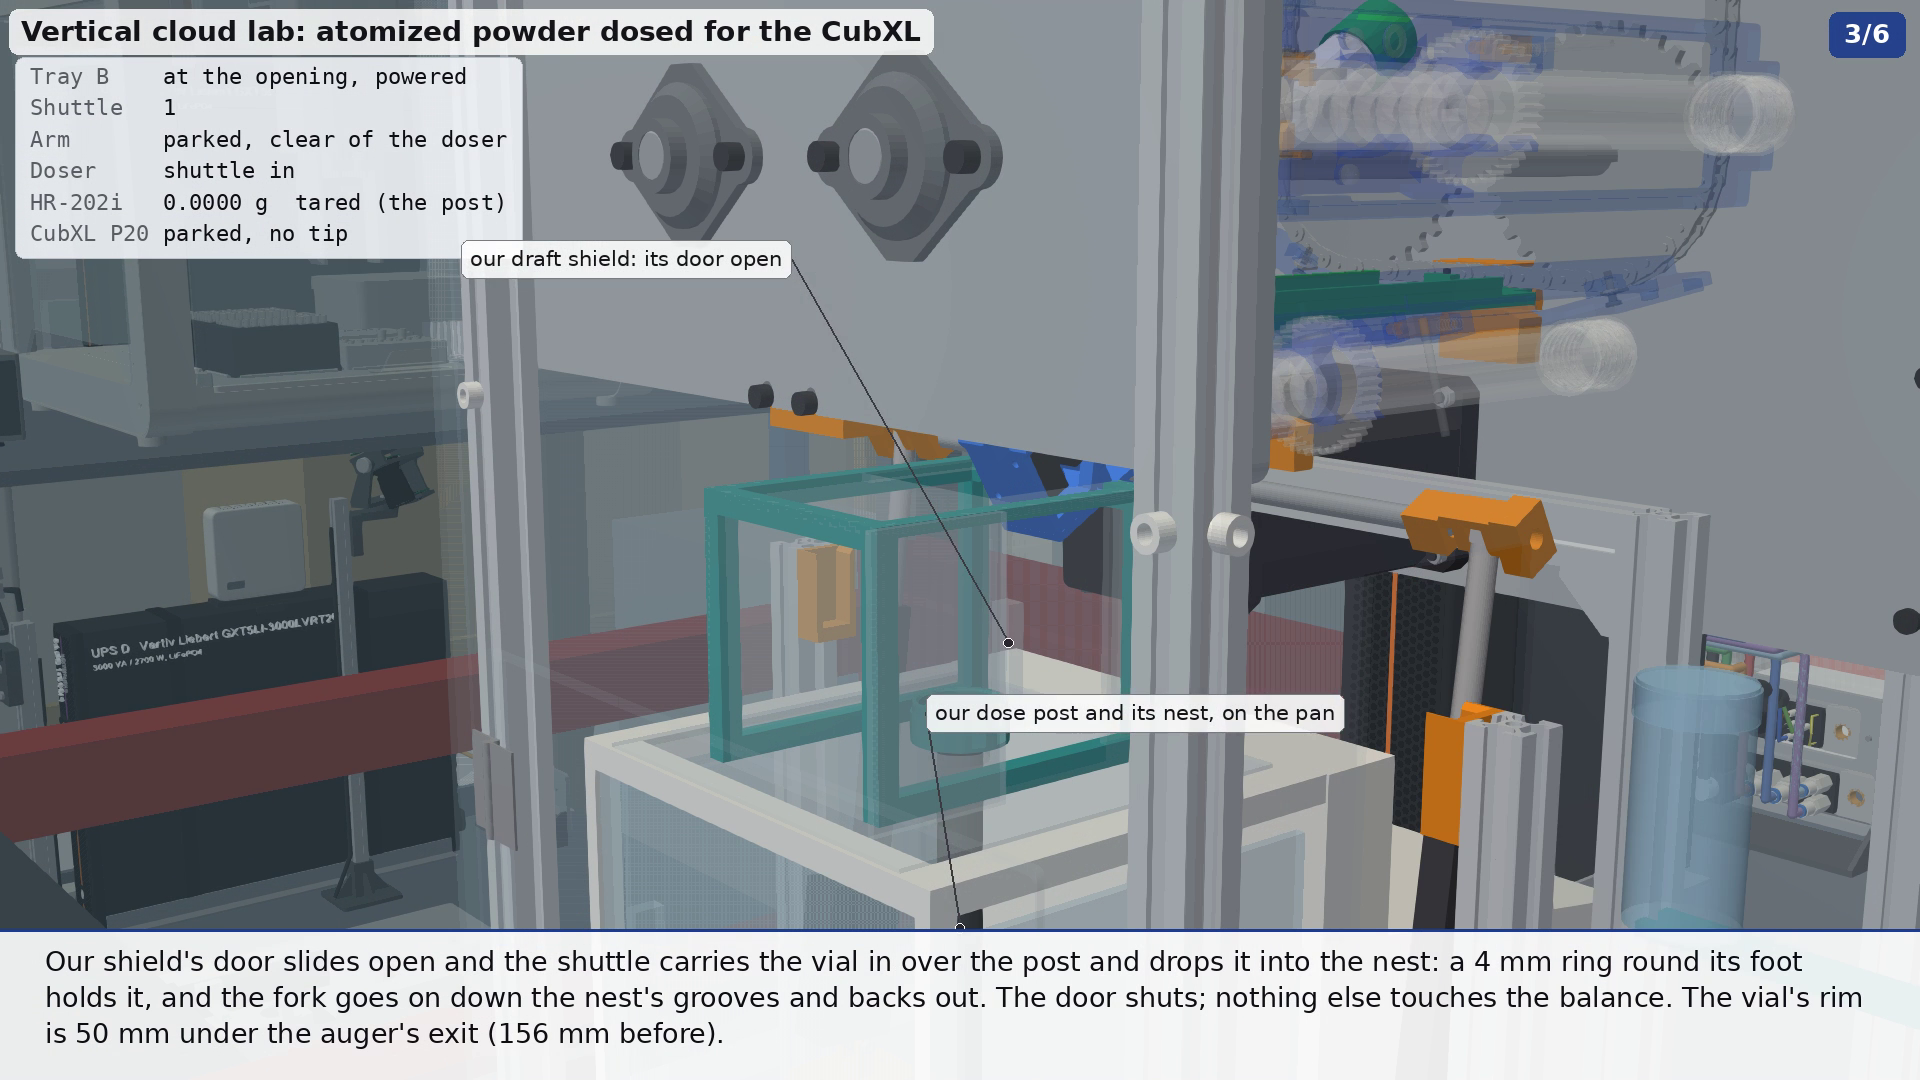 Vertical cloud lab: atomized powder dosed for the CubXL
3/6
Tray B at the opening, powered
Shuttle 1
Arm parked, clear of the doser
Doser shuttle in
HR-202i 0.0000 g tared (the post)
CubXL P20 parked, no tip
our draft shield: its door open
UPS D Vertiv Liebert GXT5LI-3000LVRT2
3000 VA / 2700 W, LiFePO4
our dose post and its nest, on the pan
Our shield's door slides open and the shuttle carries the vial in over the post and drops it into the nest: a 4 mm ring round its foot
holds it, and the fork goes on down the nest's grooves and backs out. The door shuts; nothing else touches the balance. The vial's rim
is 50 mm under the auger's exit (156 mm before).